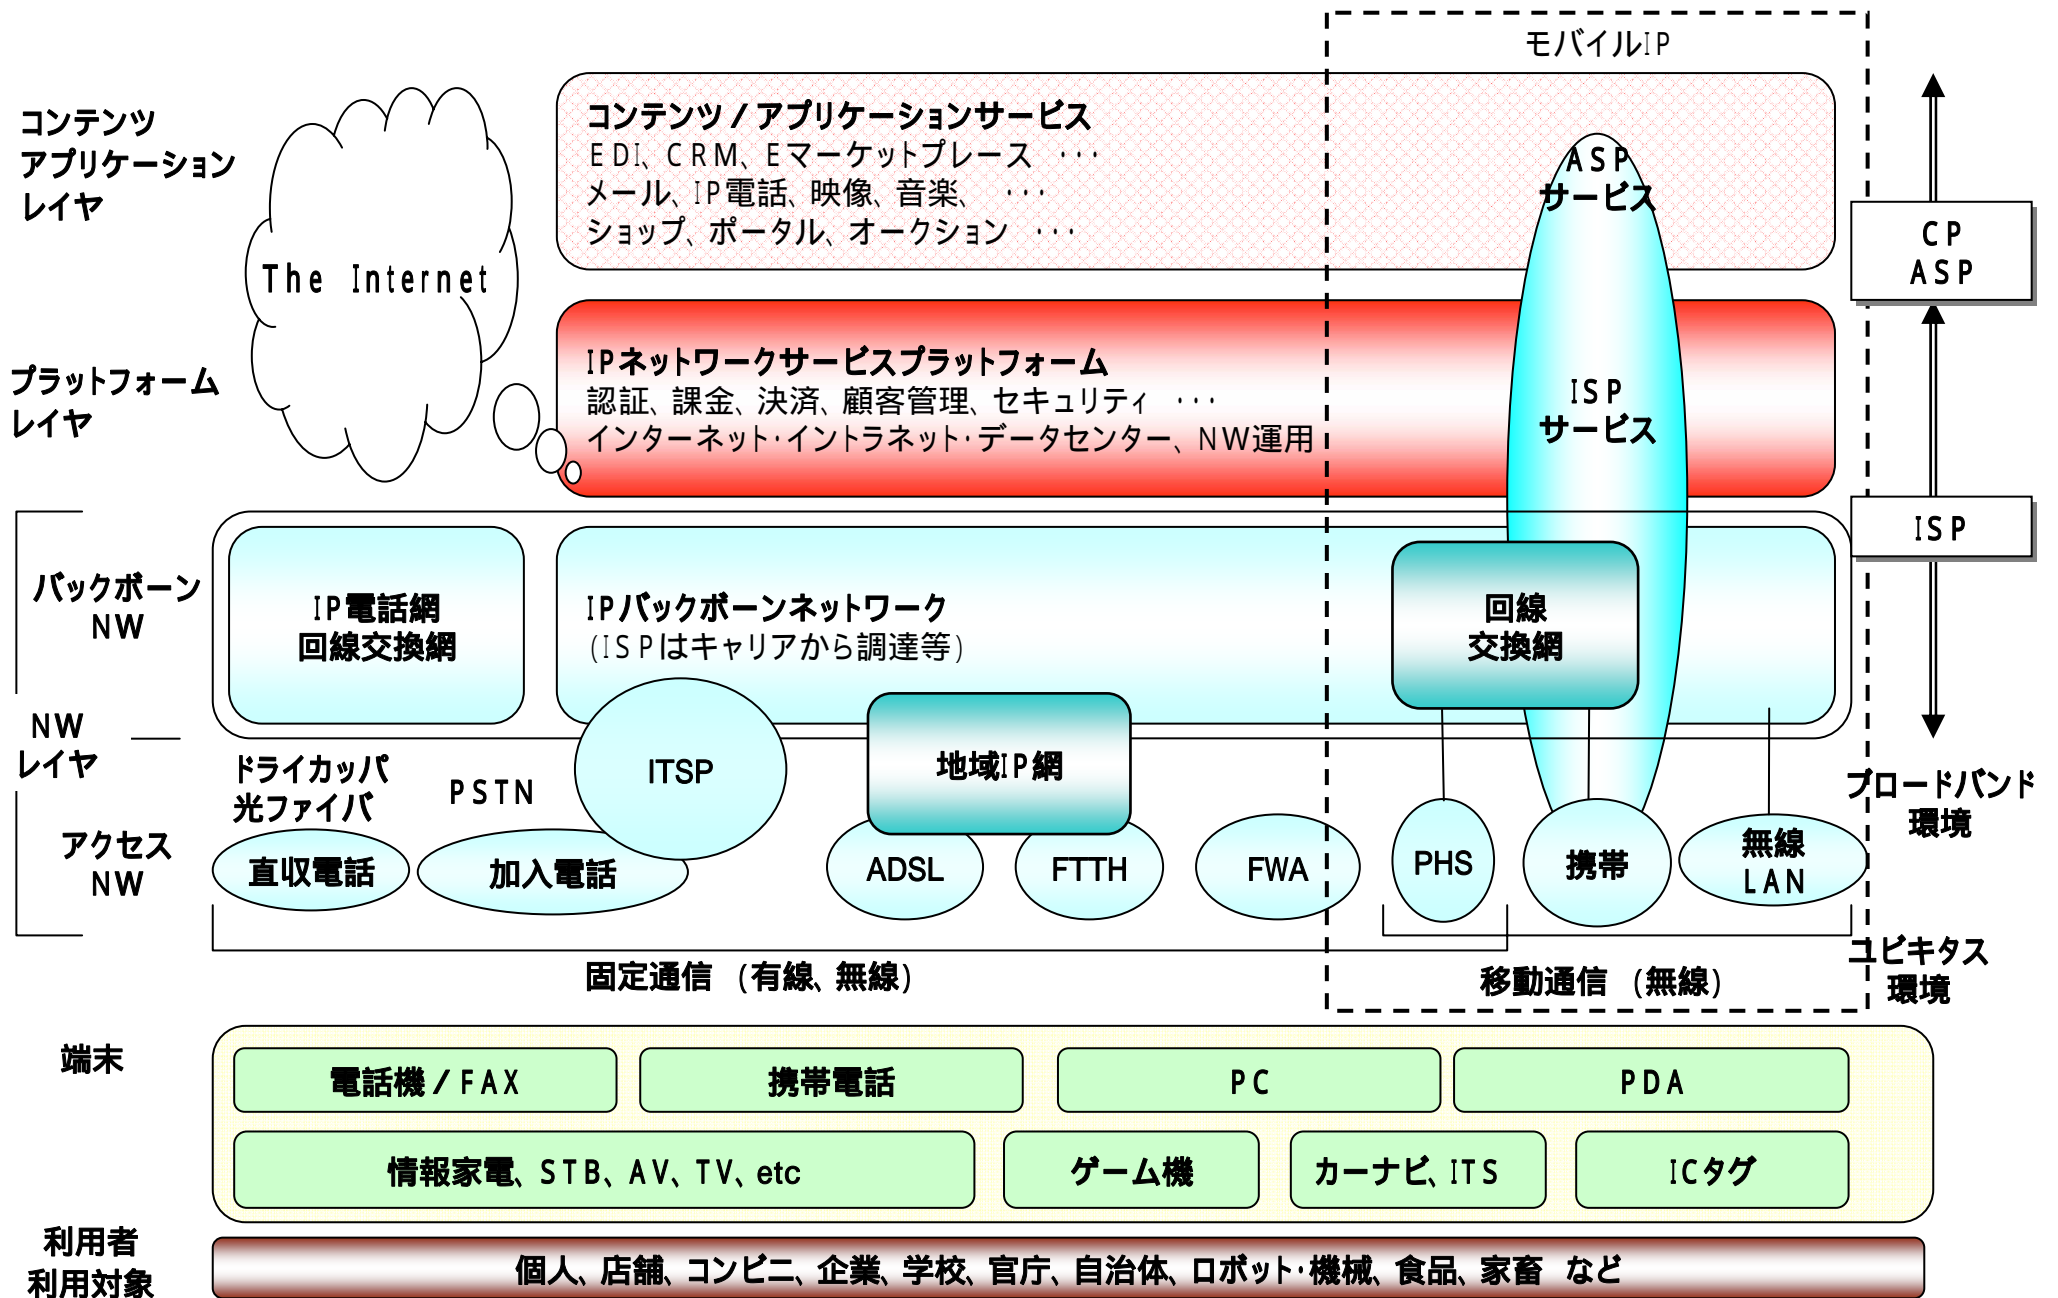 モバイルIP
コンテンツ
アプリケーション
レイヤ
コンテンツ／アプリケーションサービス
EDI、CRM、Eマーケットプレース ･･･
メール、IP電話、映像、音楽、 ･･･
ショップ、ポータル、オークション ･･･
ASP
サービス
CP
ASP
The Internet
プラットフォーム
レイヤ
IPネットワークサービスプラットフォーム
認証、課金、決済、顧客管理、セキュリティ ･･･
インターネット･イントラネット･データセンター、NW運用
ISP
サービス
ISP
バックボーン
NW
IP電話網
回線交換網
IPバックボーンネットワーク
(ISPはキャリアから調達等)
回線
交換網
NW
レイヤ
ドライカッパ
光ファイバ
PSTN
ITSP
地域IP網
ブロードバンド
環境
アクセス
NW
直収電話
加入電話
ADSL
FTTH
FWA
PHS
携帯
無線
LAN
固定通信 (有線、無線)
移動通信 (無線)
ユビキタス
環境
端末
電話機／FAX
携帯電話
PC
PDA
情報家電、STB、AV、TV、etc
ゲーム機
カーナビ、ITS
ICタグ
利用者
利用対象
個人、店舗、コンビニ、企業、学校、官庁、自治体、ロボット･機械、食品、家畜 など